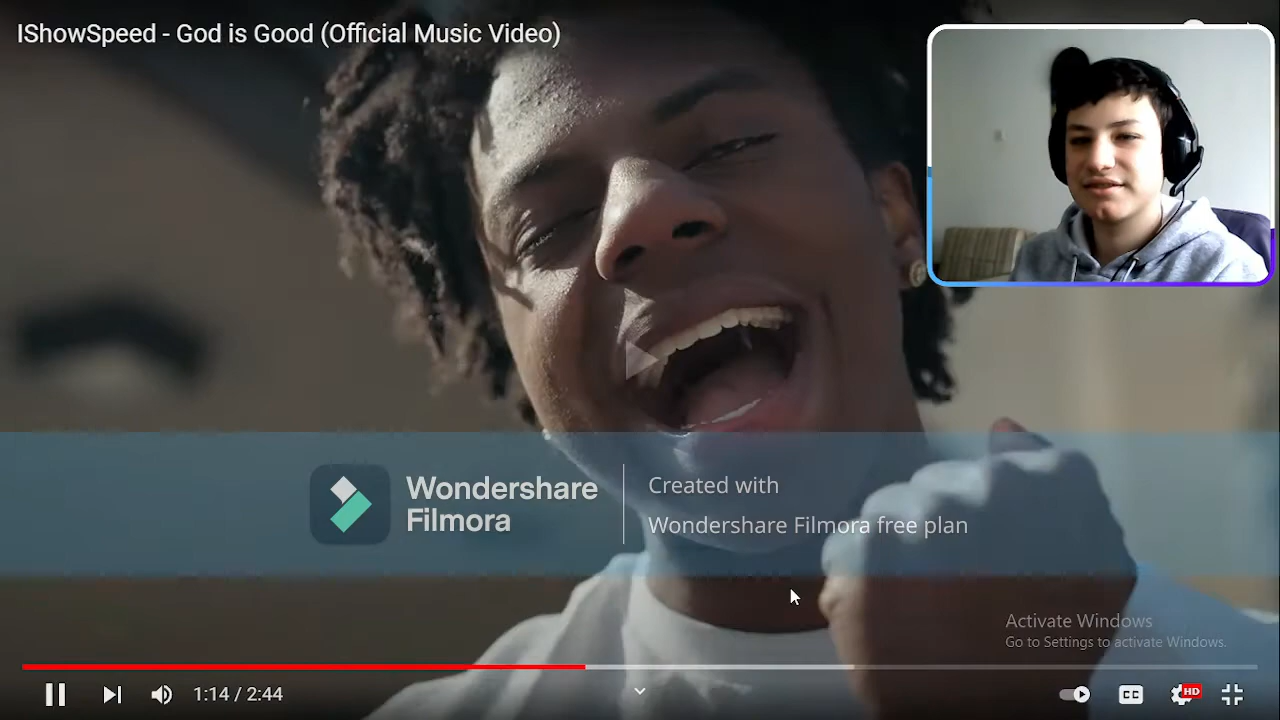 IShowSpeed - God is Good (Official Music Video)
Wondershare
Filmora
Created with
Wondershare Filmora free plan
Activate Windows
Go to Settings to activate Windows.
1:14 / 2:44
CC
HD